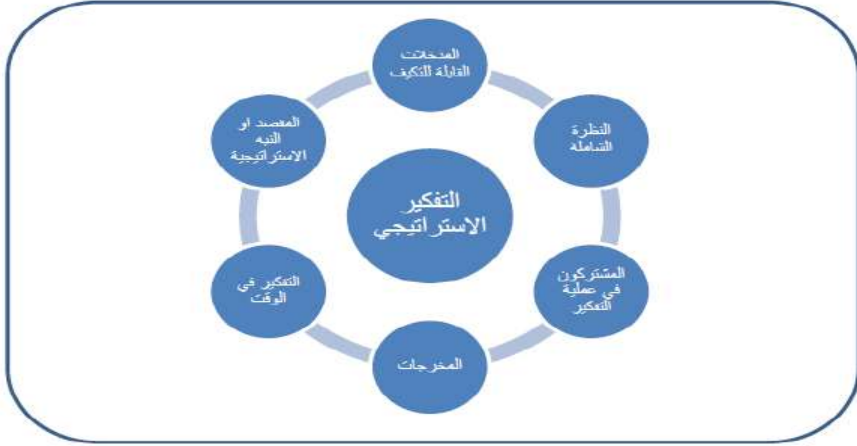 المدخلات
القابلة للتكيف
النظرة
الشاملة
المشتركون
في عملية
التفكير
المخرجات
التفكير في
الوقت
المقصد او
النيه
الاستراتيجية
التفكير
الاستراتيجي